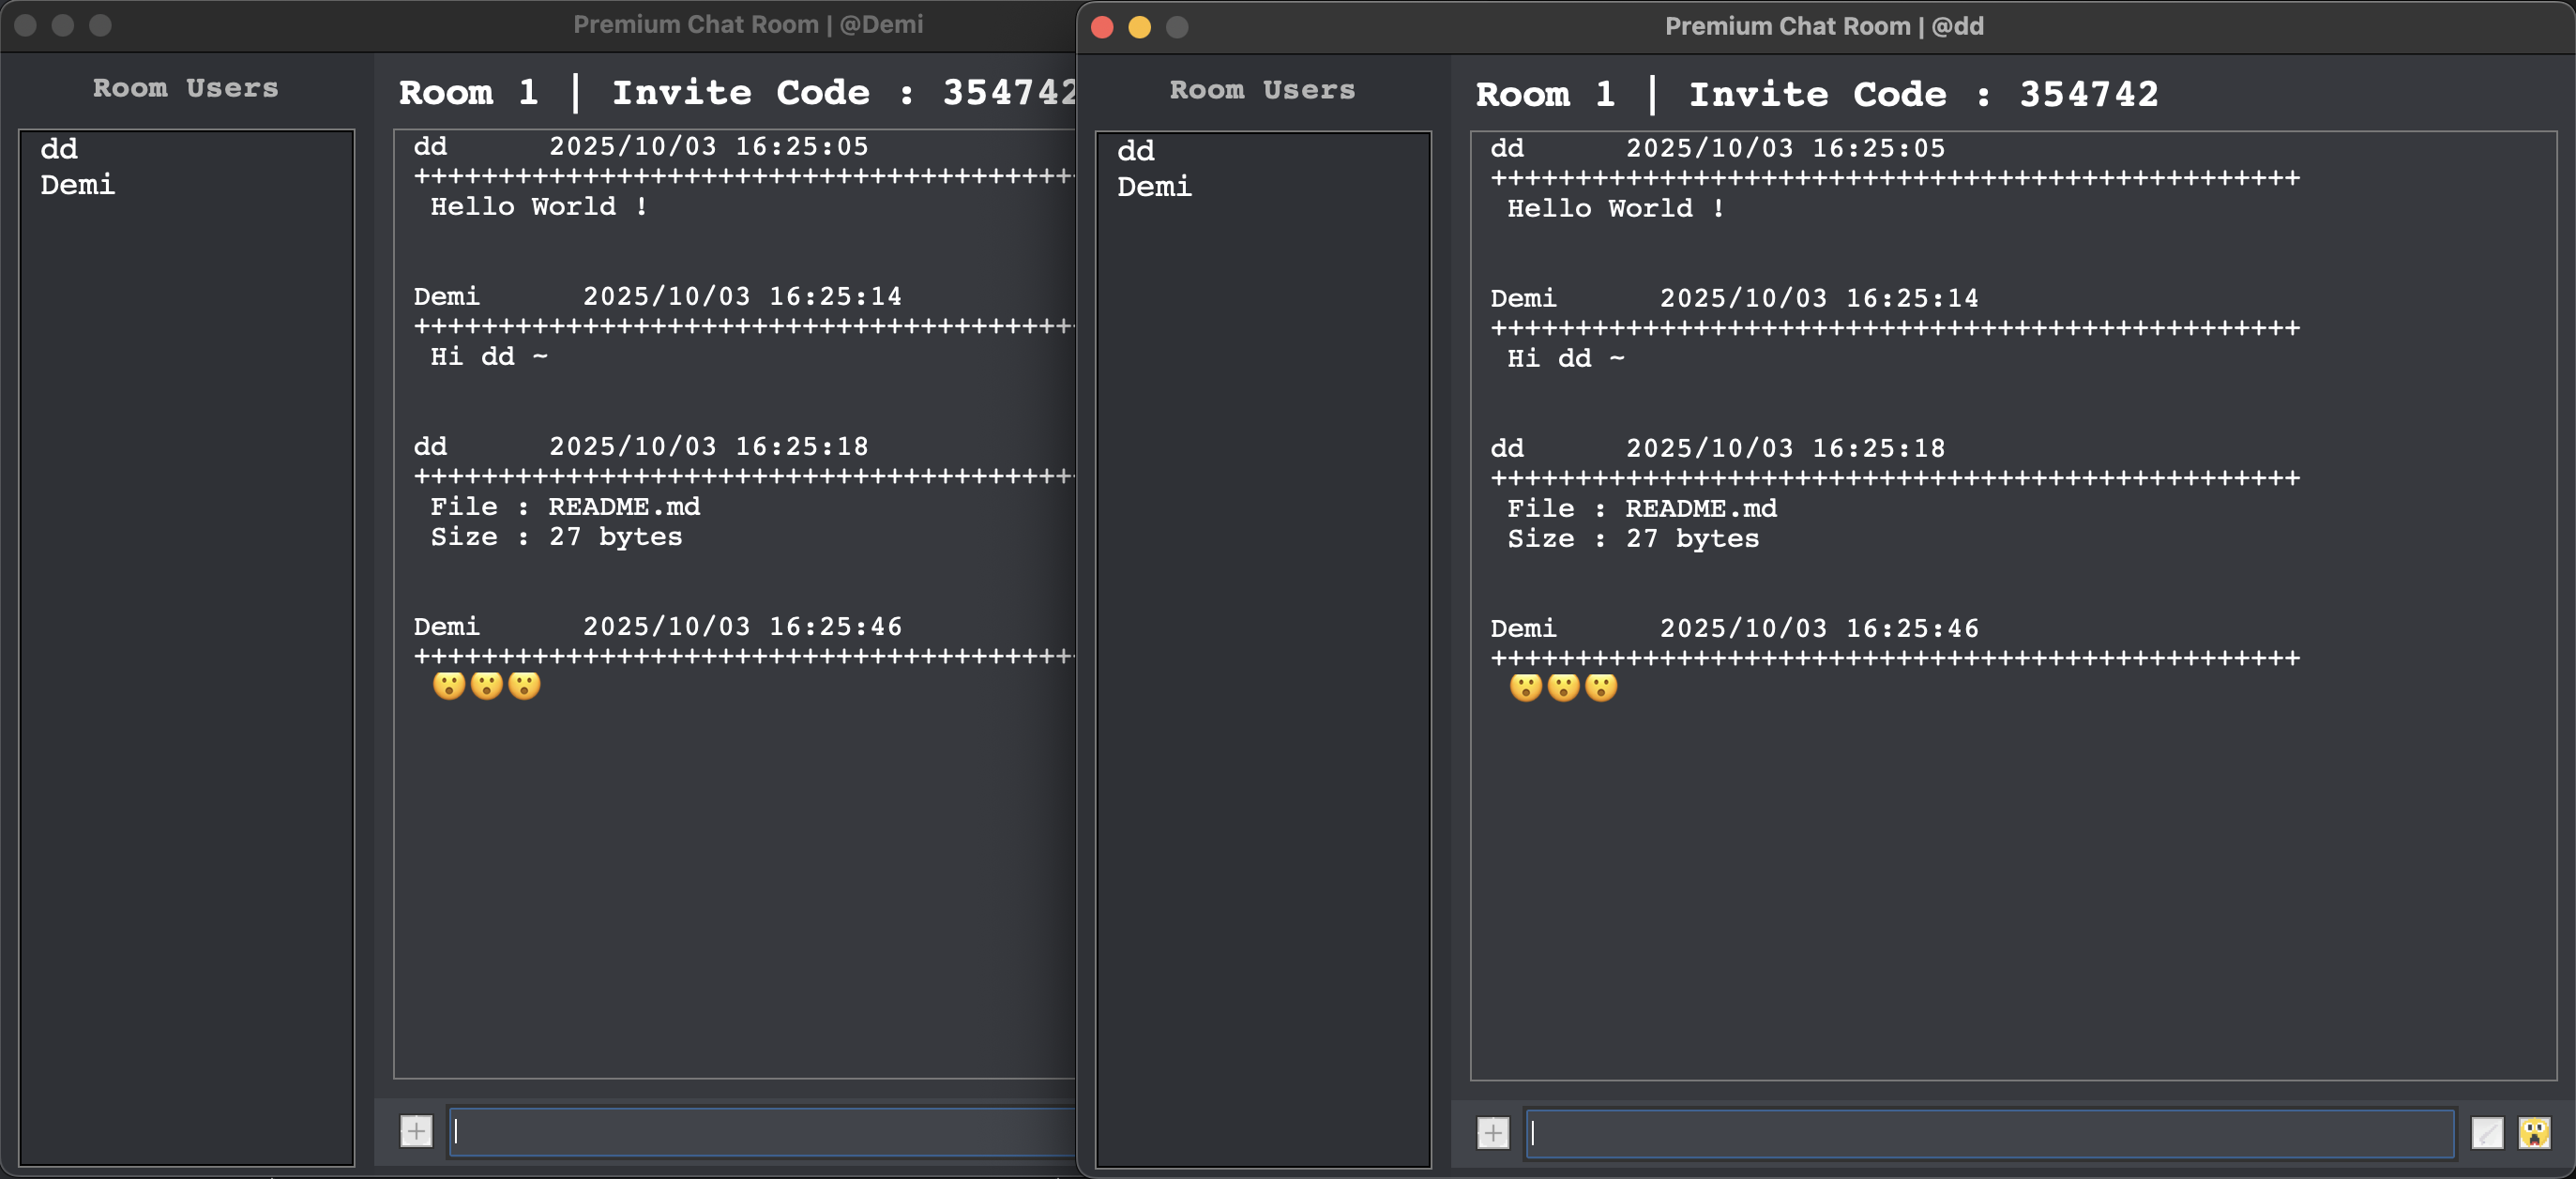 Premium Chat Room | @Demi
Room Users
dd
Demi
Room 1 | Invite Code : 354742
dd      2025/10/03 16:25:05
+++++++++++++++++++++++++++++++++++++++
Hello World !
Demi      2025/10/03 16:25:14
+++++++++++++++++++++++++++++++++++++++
Hi dd ~
dd      2025/10/03 16:25:18
+++++++++++++++++++++++++++++++++++++++
File : README.md
Size : 27 bytes
Demi      2025/10/03 16:25:46
+++++++++++++++++++++++++++++++++++++++
😮😮😮
Premium Chat Room | @dd
Room Users
dd
Demi
Room 1 | Invite Code : 354742
dd      2025/10/03 16:25:05
++++++++++++++++++++++++++++++++++++++++++++++++
Hello World !
Demi      2025/10/03 16:25:14
++++++++++++++++++++++++++++++++++++++++++++++++
Hi dd ~
dd      2025/10/03 16:25:18
++++++++++++++++++++++++++++++++++++++++++++++++
File : README.md
Size : 27 bytes
Demi      2025/10/03 16:25:46
++++++++++++++++++++++++++++++++++++++++++++++++
😮😮😮